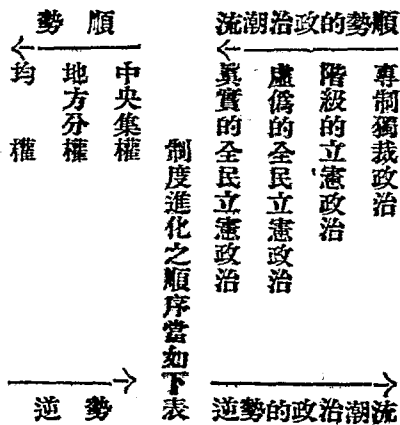 順勢的政治潮流
專制獨裁政治
階級的立憲政治
虛僞的全民立憲政治
眞實的全民立憲政治
逆勢的政治潮流
制度進化之順序當如下表
順勢
中央集權
地方分權
均權
逆勢